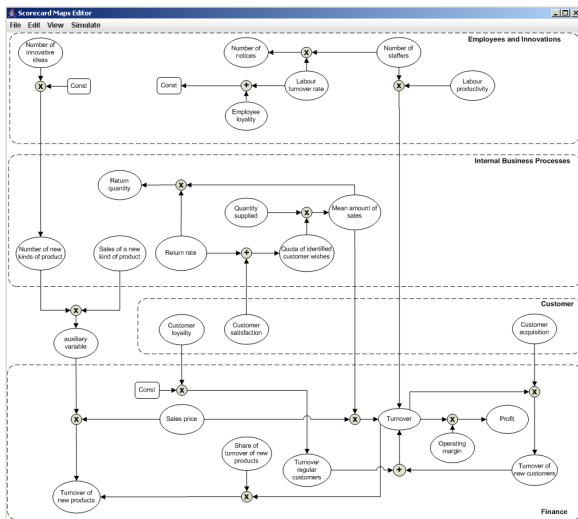 Scorecard Maps Editor
File Edit View Simulate
Employees and Innovations
Number of
innovative
ideas
Number of
notices
x
Number of
staffers
x
Const
Const
+
Labour
turnover rate
x
Labour
productivity
Employee
loyality
Internal Business Processes
Return
quantity
x
Quantity
supplied
x
Mean amount of
sales
Number of new
kinds of product
Sales of a new
kind of product
Return rate
+
Quota of identified
customer wishes
Customer
x
auxiliary
variable
Customer
loyality
Customer
satisfaction
Customer
acquisition
Const
x
x
x
Sales price
x
Turnover
x
Profit
Share of
turnover of new
products
Operating
margin
Turnover
regular
customers
+
Turnover of
new customers
Turnover of
new products
x
Finance